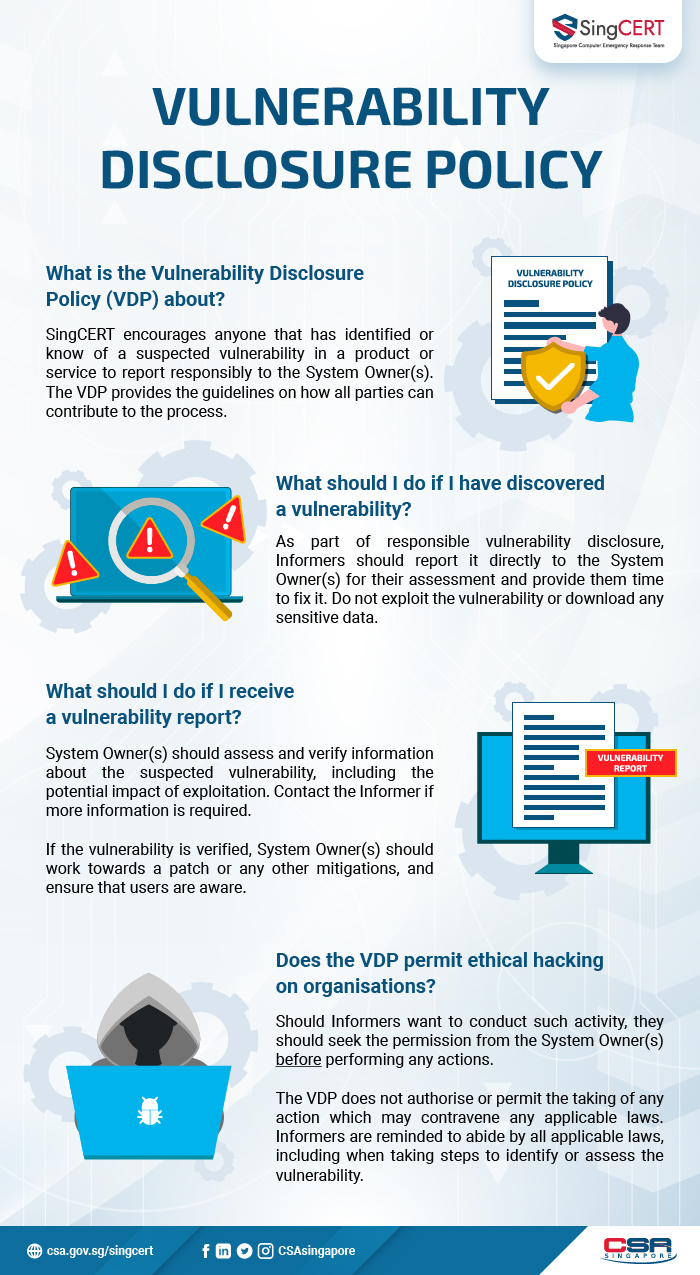 SingCERT
Singapore Computer Emergency Response Team
VULNERABILITY
DISCLOSURE POLICY
What is the Vulnerability Disclosure
Policy (VDP) about?
SingCERT encourages anyone that has identified or
know of a suspected vulnerability in a product or
service to report responsibly to the System Owner(s).
The VDP provides the guidelines on how all parties can
contribute to the process.
VULNERABILITY
DISCLOSURE POLICY
What should I do if I have discovered
a vulnerability?
As part of responsible vulnerability disclosure,
Informers should report it directly to the System
Owner(s) for their assessment and provide them time
to fix it. Do not exploit the vulnerability or download any
sensitive data.
What should I do if I receive
a vulnerability report?
System Owner(s) should assess and verify information
about the suspected vulnerability, including the
potential impact of exploitation. Contact the Informer if
more information is required.
If the vulnerability is verified, System Owner(s) should
work towards a patch or any other mitigations, and
ensure that users are aware.
VULNERABILITY
REPORT
Does the VDP permit ethical hacking
on organisations?
Should Informers want to conduct such activity, they
should seek the permission from the System Owner(s)
before performing any actions.
The VDP does not authorise or permit the taking of any
action which may contravene any applicable laws.
Informers are reminded to abide by all applicable laws,
including when taking steps to identify or assess the
vulnerability.
csa.gov.sg/singcert
CSAsingapore
CSA
SINGAPORE